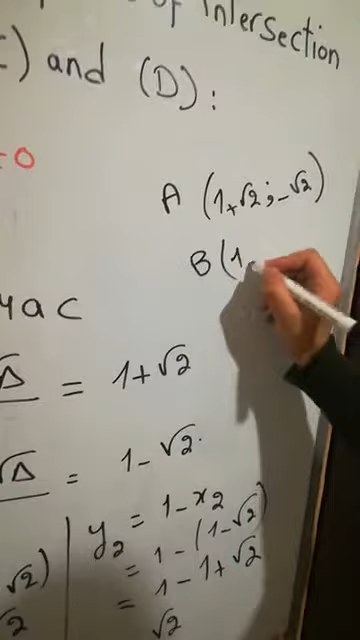 of Intersection
) and (D):
= 0
A (1+√2; -√2)
B (1
4ac
√Δ = 1+√2
√Δ = 1-√2.
y₂ = 1-x₂
= 1-(1-√2)
√2) = 1-1+√2
√2 √2